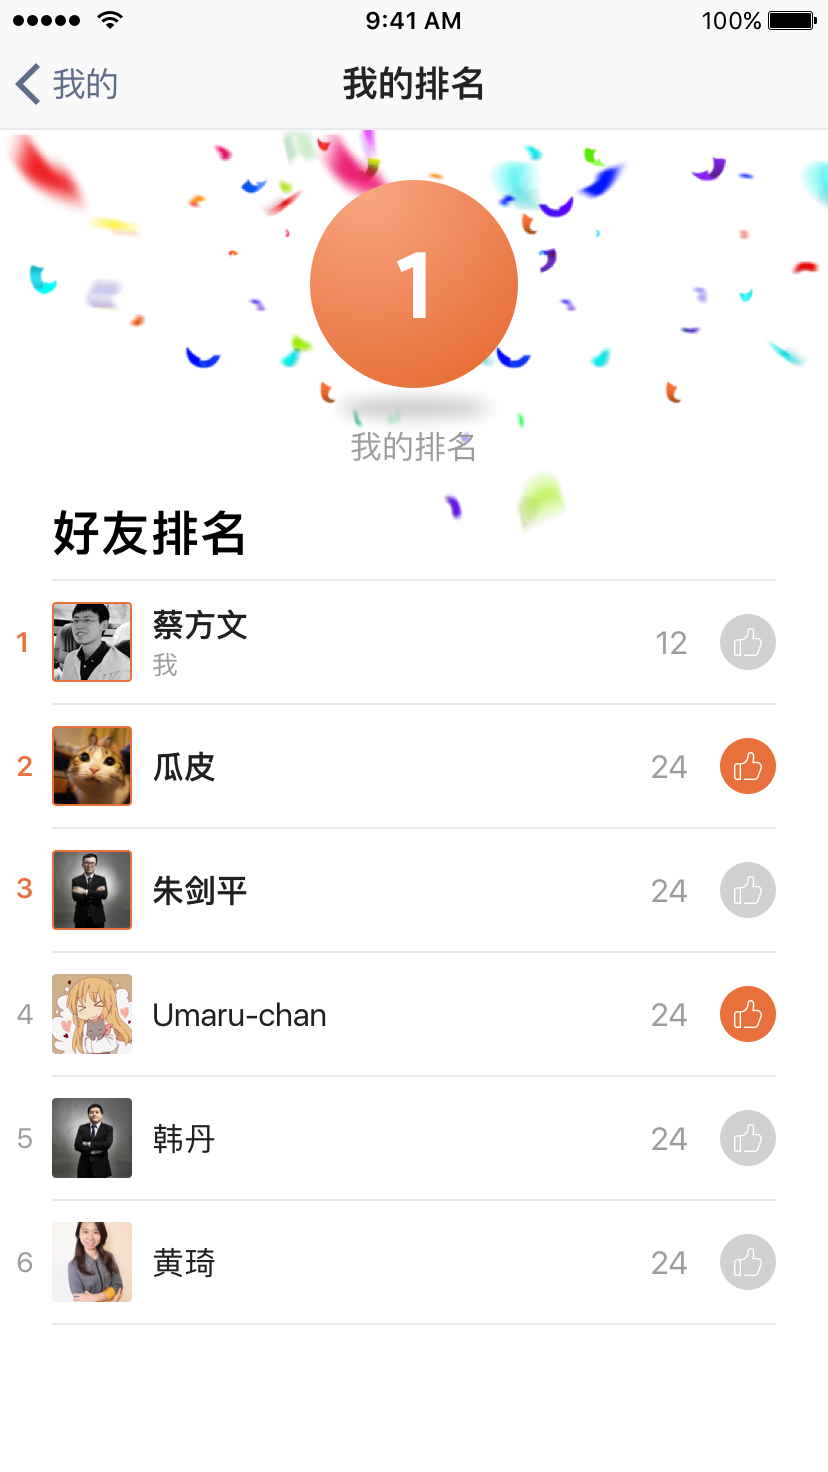 9:41 AM 100%
我的 我的排名
1
我的排名
好友排名
1 蔡方文 12
我
2 瓜皮 24
3 朱剑平 24
4 Umaru-chan 24
5 韩丹 24
6 黄琦 24